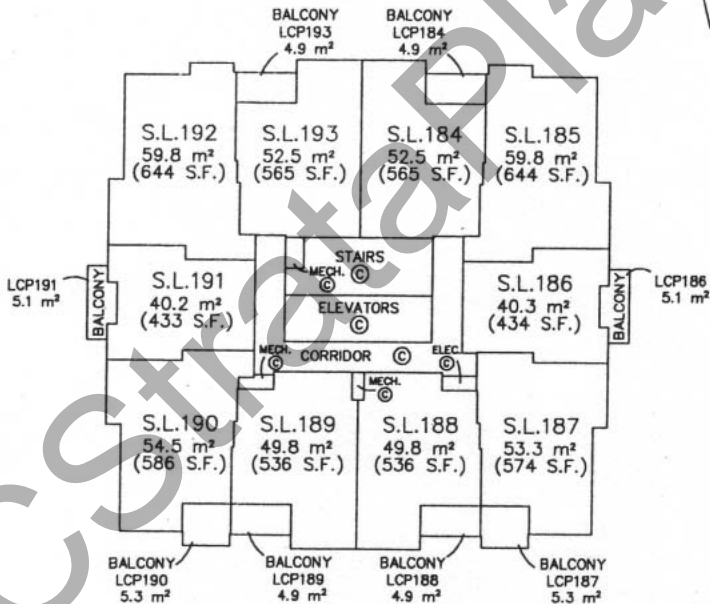 BALCONY
LCP193
4.9 m²
BALCONY
LCP184
4.9 m²
S.L.192
59.8 m²
(644 S.F.)
S.L.193
52.5 m²
(565 S.F.)
S.L.184
52.5 m²
(565 S.F.)
S.L.185
59.8 m²
(644 S.F.)
STAIRS
MECH. ©
©
LCP191
5.1 m²
BALCONY
S.L.191
40.2 m²
(433 S.F.)
ELEVATORS
©
S.L.186
40.3 m²
(434 S.F.)
BALCONY
LCP186
5.1 m²
MECH.
©
CORRIDOR ©
ELEC.
©
MECH.
©
S.L.190
54.5 m²
(586 S.F.)
S.L.189
49.8 m²
(536 S.F.)
S.L.188
49.8 m²
(536 S.F.)
S.L.187
53.3 m²
(574 S.F.)
BALCONY
LCP190
5.3 m²
BALCONY
LCP189
4.9 m²
BALCONY
LCP188
4.9 m²
BALCONY
LCP187
5.3 m²
CStrataPla